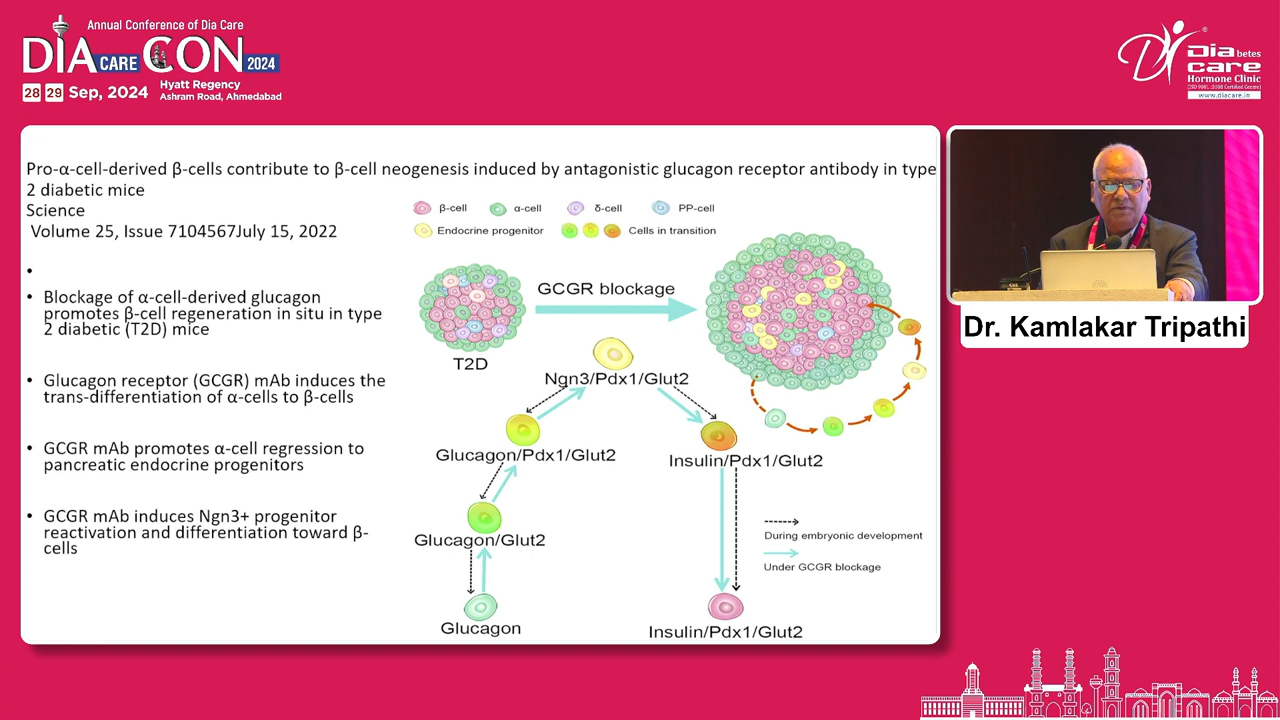 Annual Conference of Dia Care
DIA CARE CON 2024
28 29 Sep, 2024
Hyatt Regency
Ashram Road, Ahmedabad
Diabetes
care
Hormone Clinic
(ISO 9001 :2008 Certified Centre)
www.diacare.in
Pro-α-cell-derived β-cells contribute to β-cell neogenesis induced by antagonistic glucagon receptor antibody in type
2 diabetic mice
Science
Volume 25, Issue 7104567July 15, 2022
• Blockage of α-cell-derived glucagon
promotes β-cell regeneration in situ in type
2 diabetic (T2D) mice
• Glucagon receptor (GCGR) mAb induces the
trans-differentiation of α-cells to β-cells
• GCGR mAb promotes α-cell regression to
pancreatic endocrine progenitors
• GCGR mAb induces Ngn3+ progenitor
reactivation and differentiation toward β-
cells
β-cell α-cell δ-cell PP-cell
Endocrine progenitor Cells in transition
GCGR blockage
T2D
Ngn3/Pdx1/Glut2
Glucagon/Pdx1/Glut2
Insulin/Pdx1/Glut2
Glucagon/Glut2
During embryonic development
Under GCGR blockage
Glucagon
Insulin/Pdx1/Glut2
Dr. Kamlakar Tripathi